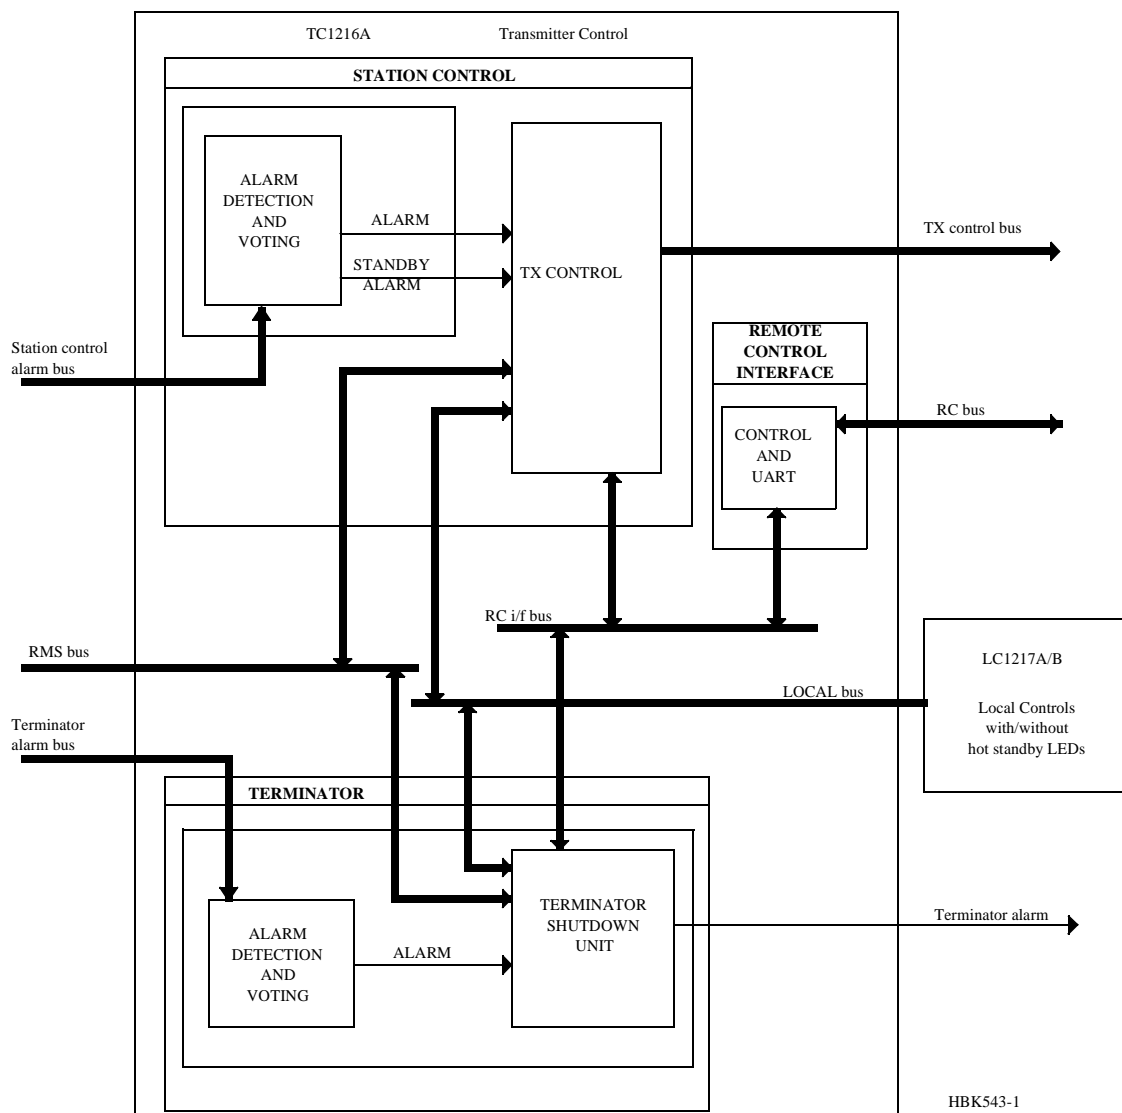 TC1216A
Transmitter Control
STATION CONTROL
ALARM
DETECTION
AND
VOTING
ALARM
STANDBY
ALARM
TX CONTROL
TX control bus
Station control
alarm bus
REMOTE
CONTROL
INTERFACE
CONTROL
AND
UART
RC bus
RC i/f bus
RMS bus
LOCAL bus
LC1217A/B
Local Controls
with/without
hot standby LEDs
Terminator
alarm bus
TERMINATOR
ALARM
DETECTION
AND
VOTING
ALARM
TERMINATOR
SHUTDOWN
UNIT
Terminator alarm
HBK543-1